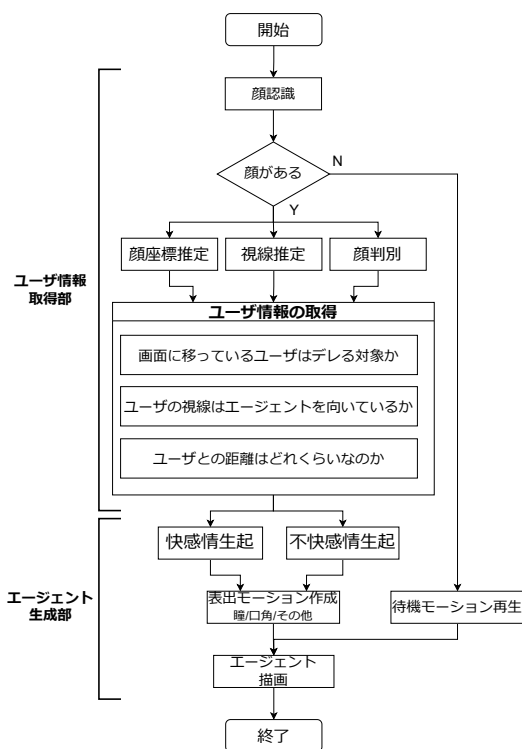 開始
顔認識
顔がある
N
Y
顔座標推定
視線推定
顔判別
ユーザ情報
取得部
ユーザ情報の取得
画面に移っているユーザはデレる対象か
ユーザの視線はエージェントを向いているか
ユーザとの距離はどれくらいなのか
快感情生起
不快感情生起
エージェント
生成部
表出モーション作成
瞳/口角/その他
待機モーション再生
エージェント
描画
終了